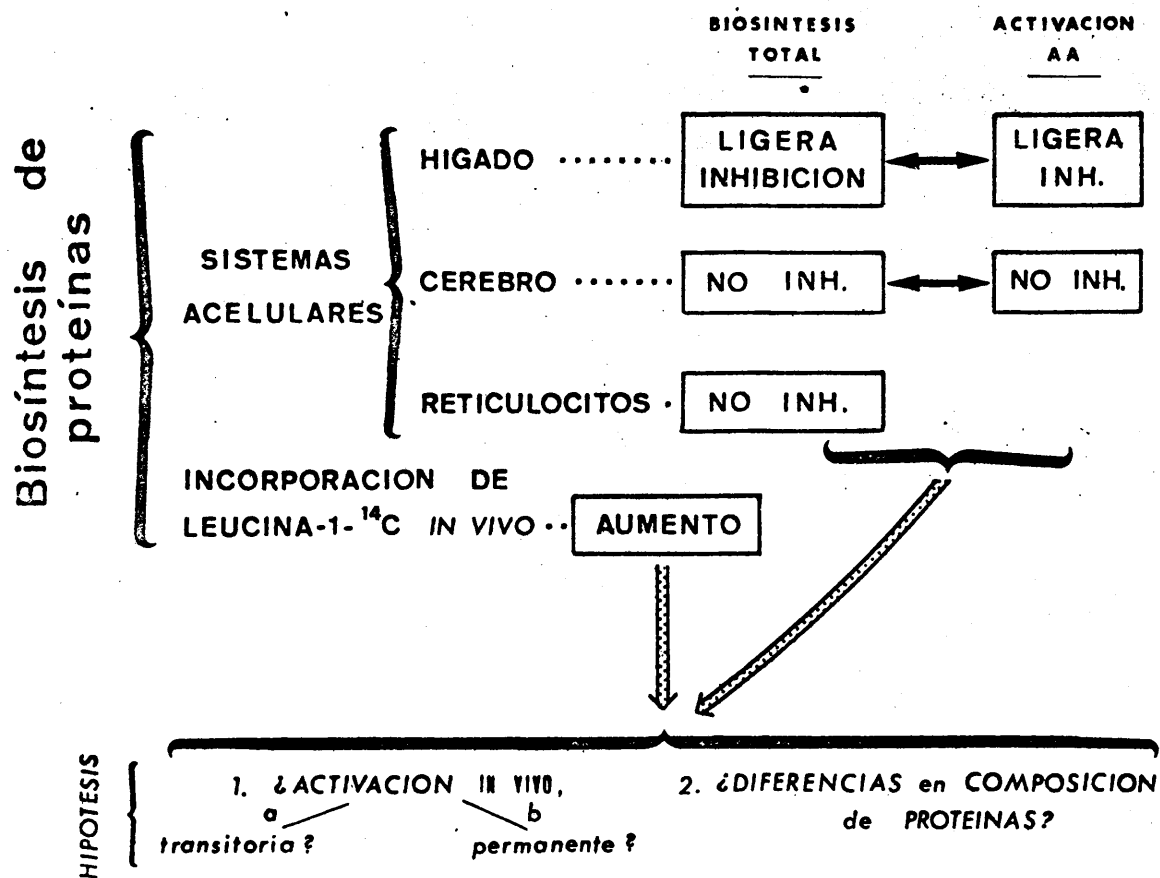 BIOSINTESIS
TOTAL
ACTIVACION
AA
Biosíntesis de
proteínas
SISTEMAS
ACELULARES
HIGADO
LIGERA
INHIBICION
LIGERA
INH.
CEREBRO
NO INH.
NO INH.
RETICULOCITOS
NO INH.
INCORPORACION DE
LEUCINA-1-¹⁴C IN VIVO
AUMENTO
HIPOTESIS
1. ¿ACTIVACION IN VIVO,
a
b
transitoria?
permanente?
2. ¿DIFERENCIAS en COMPOSICION
de PROTEINAS?